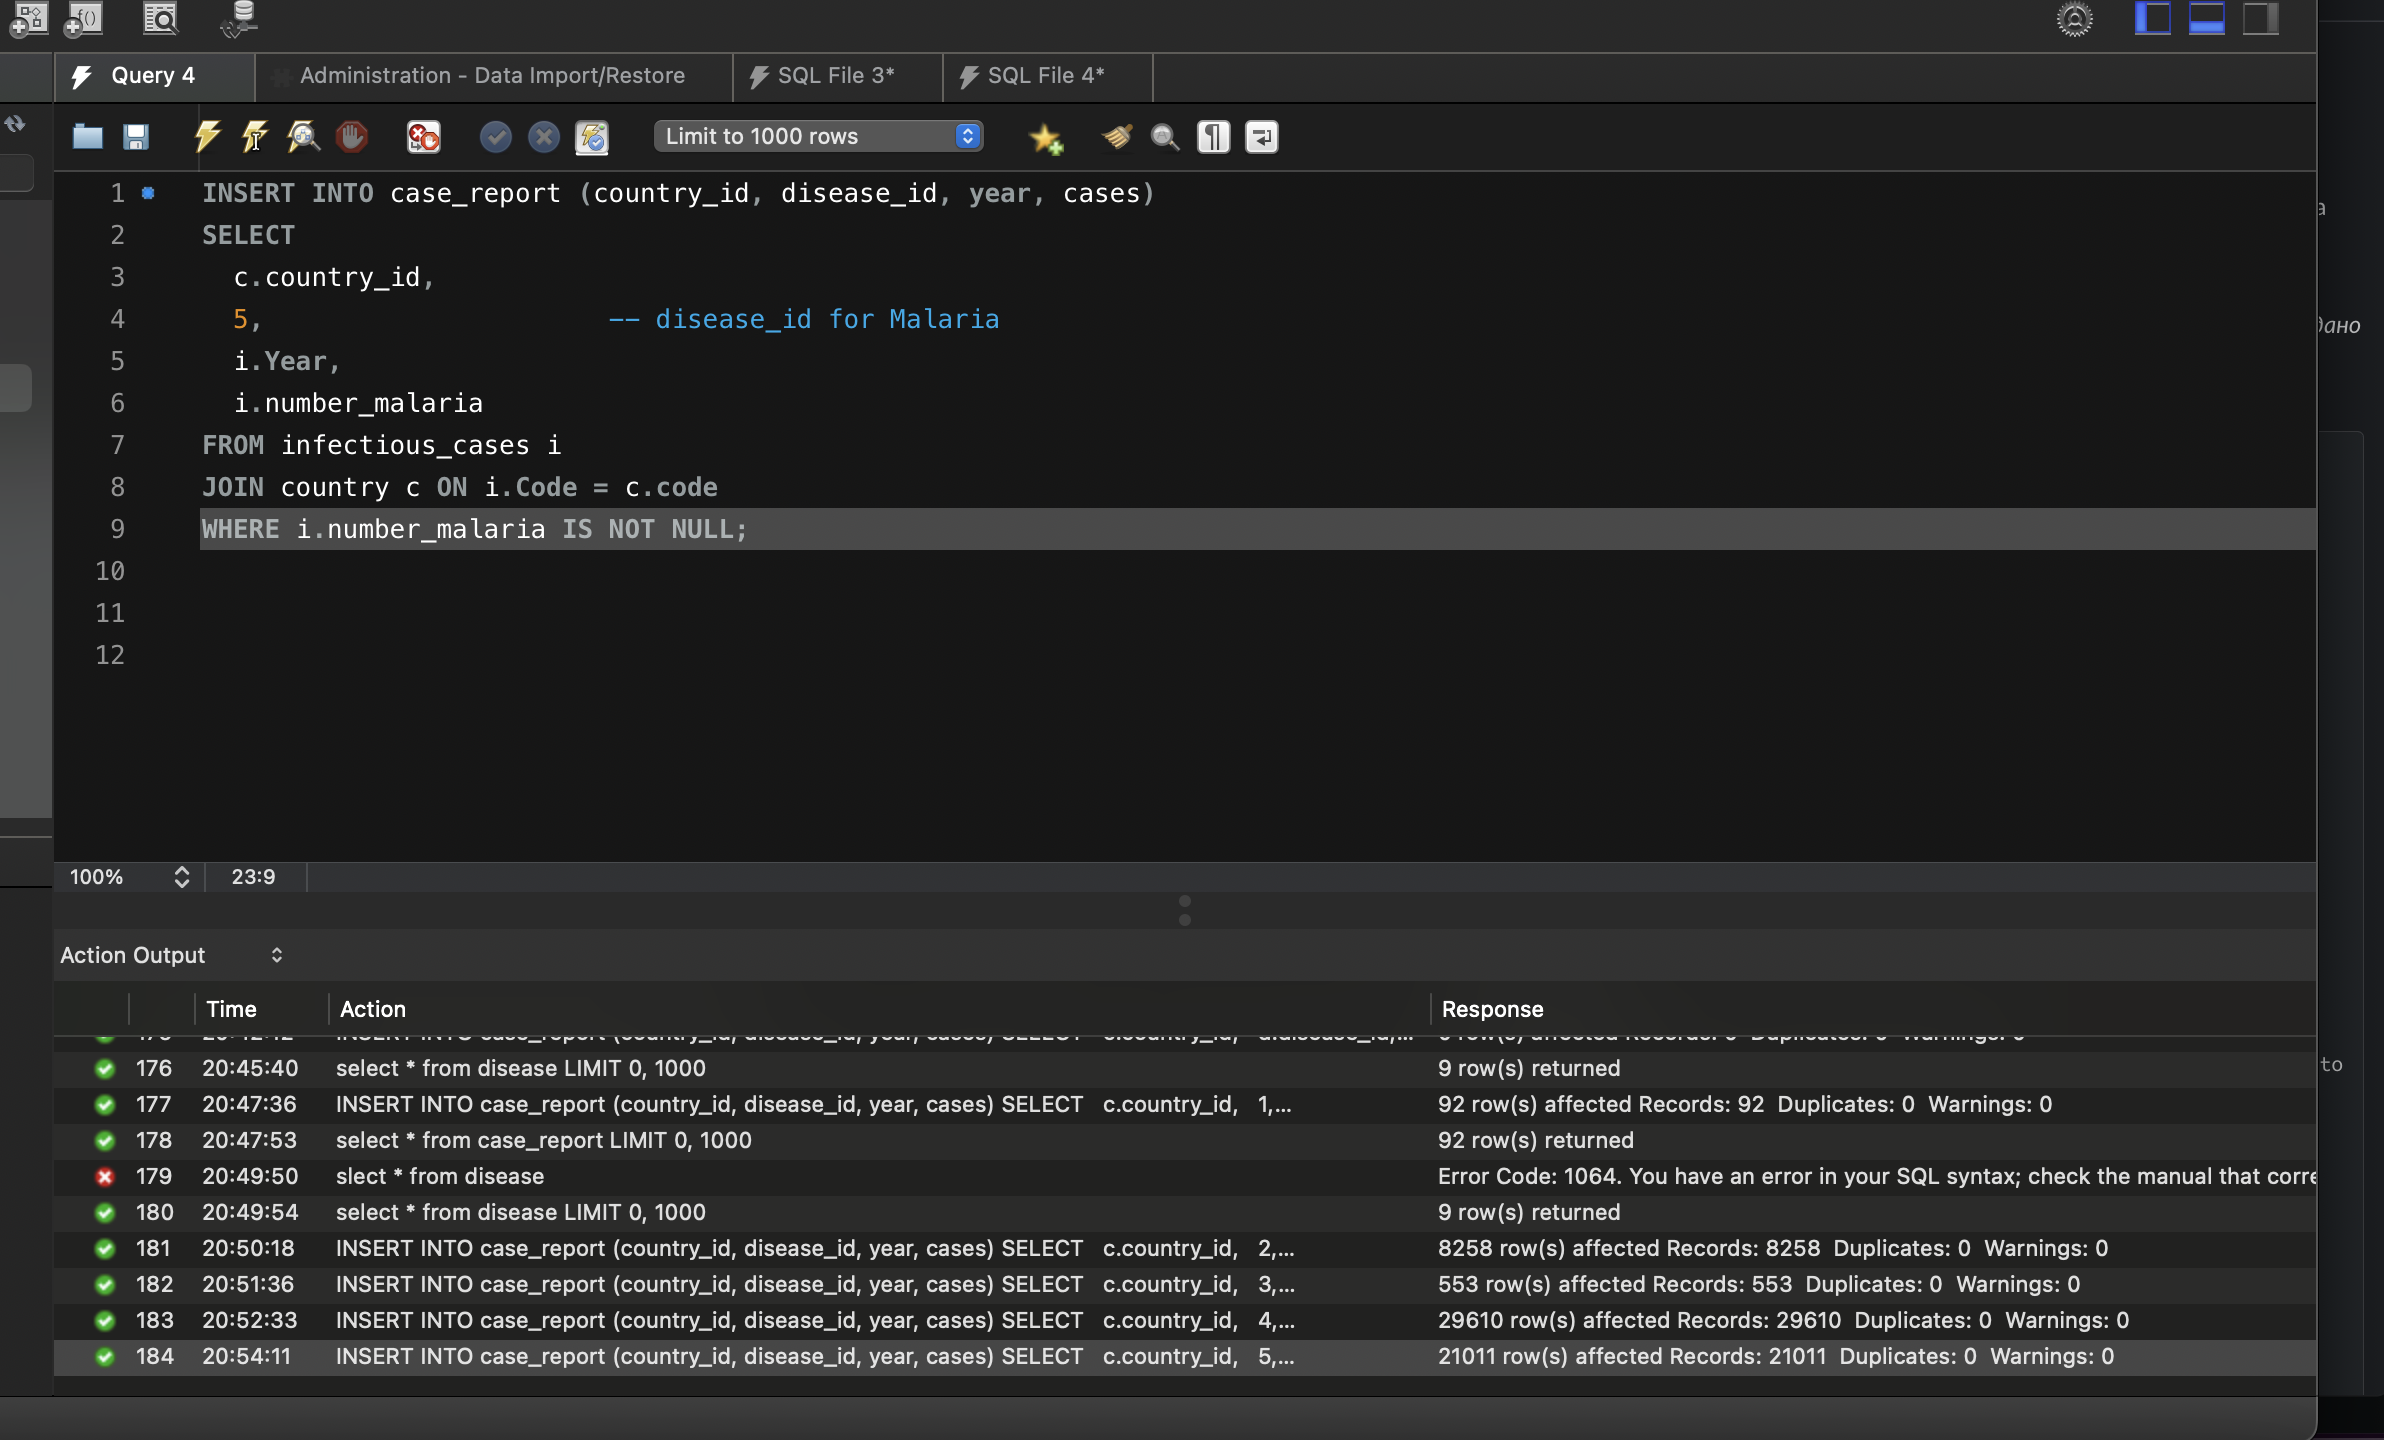 Query 4
Administration - Data Import/Restore
SQL File 3*
SQL File 4*
Limit to 1000 rows
1 INSERT INTO case_report (country_id, disease_id, year, cases)
2 SELECT
3 c.country_id,
4 5, -- disease_id for Malaria
5 i.Year,
6 i.number_malaria
7 FROM infectious_cases i
8 JOIN country c ON i.Code = c.code
9 WHERE i.number_malaria IS NOT NULL;
10
11
12
100% 23:9
Action Output
Time Action Response
176 20:45:40 select * from disease LIMIT 0, 1000 9 row(s) returned
177 20:47:36 INSERT INTO case_report (country_id, disease_id, year, cases) SELECT c.country_id, 1,... 92 row(s) affected Records: 92 Duplicates: 0 Warnings: 0
178 20:47:53 select * from case_report LIMIT 0, 1000 92 row(s) returned
179 20:49:50 slect * from disease Error Code: 1064. You have an error in your SQL syntax; check the manual that corre
180 20:49:54 select * from disease LIMIT 0, 1000 9 row(s) returned
181 20:50:18 INSERT INTO case_report (country_id, disease_id, year, cases) SELECT c.country_id, 2,... 8258 row(s) affected Records: 8258 Duplicates: 0 Warnings: 0
182 20:51:36 INSERT INTO case_report (country_id, disease_id, year, cases) SELECT c.country_id, 3,... 553 row(s) affected Records: 553 Duplicates: 0 Warnings: 0
183 20:52:33 INSERT INTO case_report (country_id, disease_id, year, cases) SELECT c.country_id, 4,... 29610 row(s) affected Records: 29610 Duplicates: 0 Warnings: 0
184 20:54:11 INSERT INTO case_report (country_id, disease_id, year, cases) SELECT c.country_id, 5,... 21011 row(s) affected Records: 21011 Duplicates: 0 Warnings: 0
to